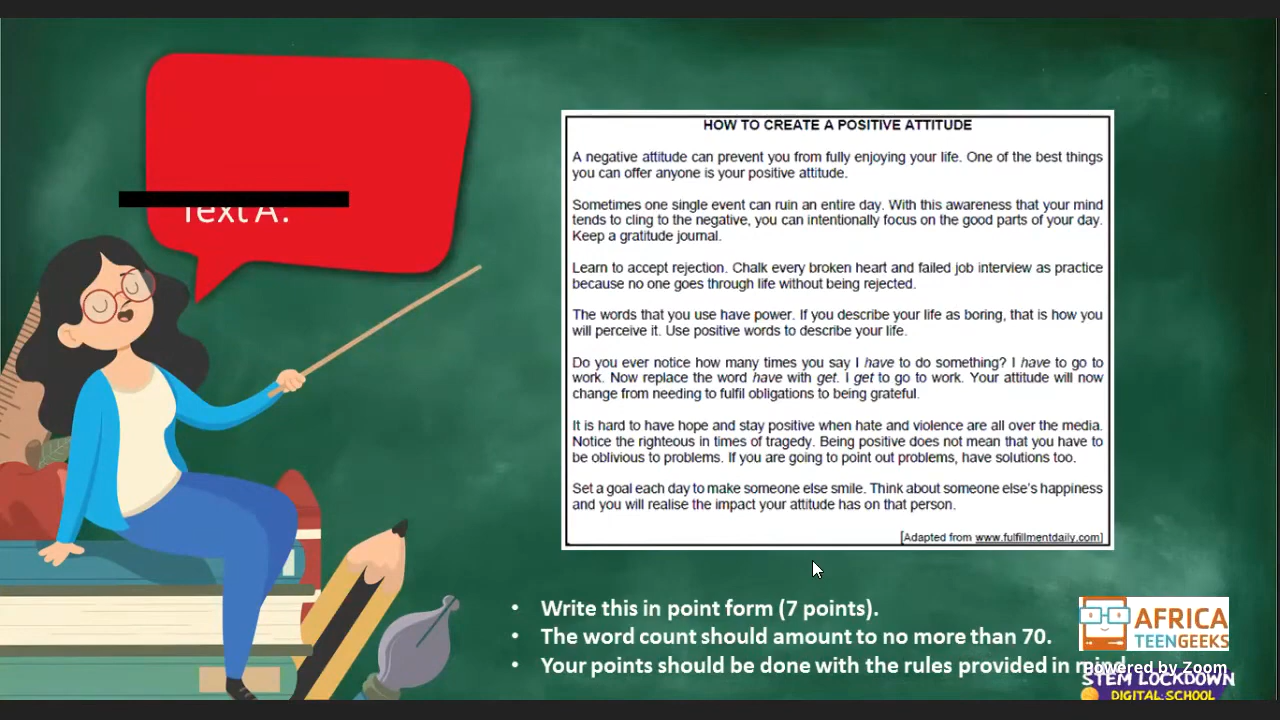 Text A:
HOW TO CREATE A POSITIVE ATTITUDE
A negative attitude can prevent you from fully enjoying your life. One of the best things
you can offer anyone is your positive attitude.
Sometimes one single event can ruin an entire day. With this awareness that your mind
tends to cling to the negative, you can intentionally focus on the good parts of your day.
Keep a gratitude journal.
Learn to accept rejection. Chalk every broken heart and failed job interview as practice
because no one goes through life without being rejected.
The words that you use have power. If you describe your life as boring, that is how you
will perceive it. Use positive words to describe your life.
Do you ever notice how many times you say I have to do something? I have to go to
work. Now replace the word have with get. I get to go to work. Your attitude will now
change from needing to fulfil obligations to being grateful.
It is hard to have hope and stay positive when hate and violence are all over the media.
Notice the righteous in times of tragedy. Being positive does not mean that you have to
be oblivious to problems. If you are going to point out problems, have solutions too.
Set a goal each day to make someone else smile. Think about someone else's happiness
and you will realise the impact your attitude has on that person.
[Adapted from www.fulfillmentdaily.com]
• Write this in point form (7 points).
• The word count should amount to no more than 70.
• Your points should be done with the rules provided in
AFRICA
TEENGEEKS
Powered by Zoom
STEM LOCKDOWN
DIGITAL SCHOOL